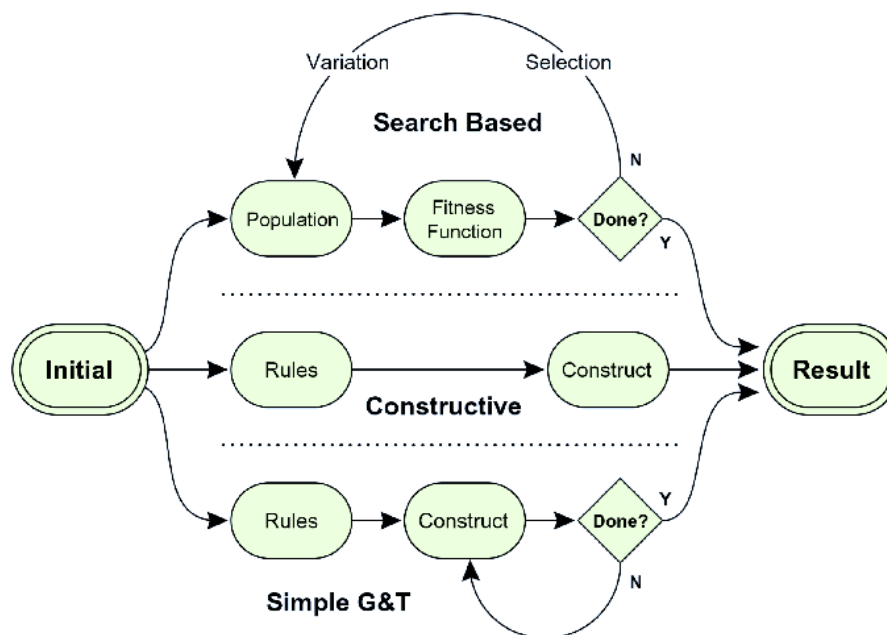 Variation
Selection
Search Based
N
Population
Fitness
Function
Done?
Y
Initial
Rules
Construct
Result
Constructive
Rules
Construct
Done?
Y
N
Simple G&T